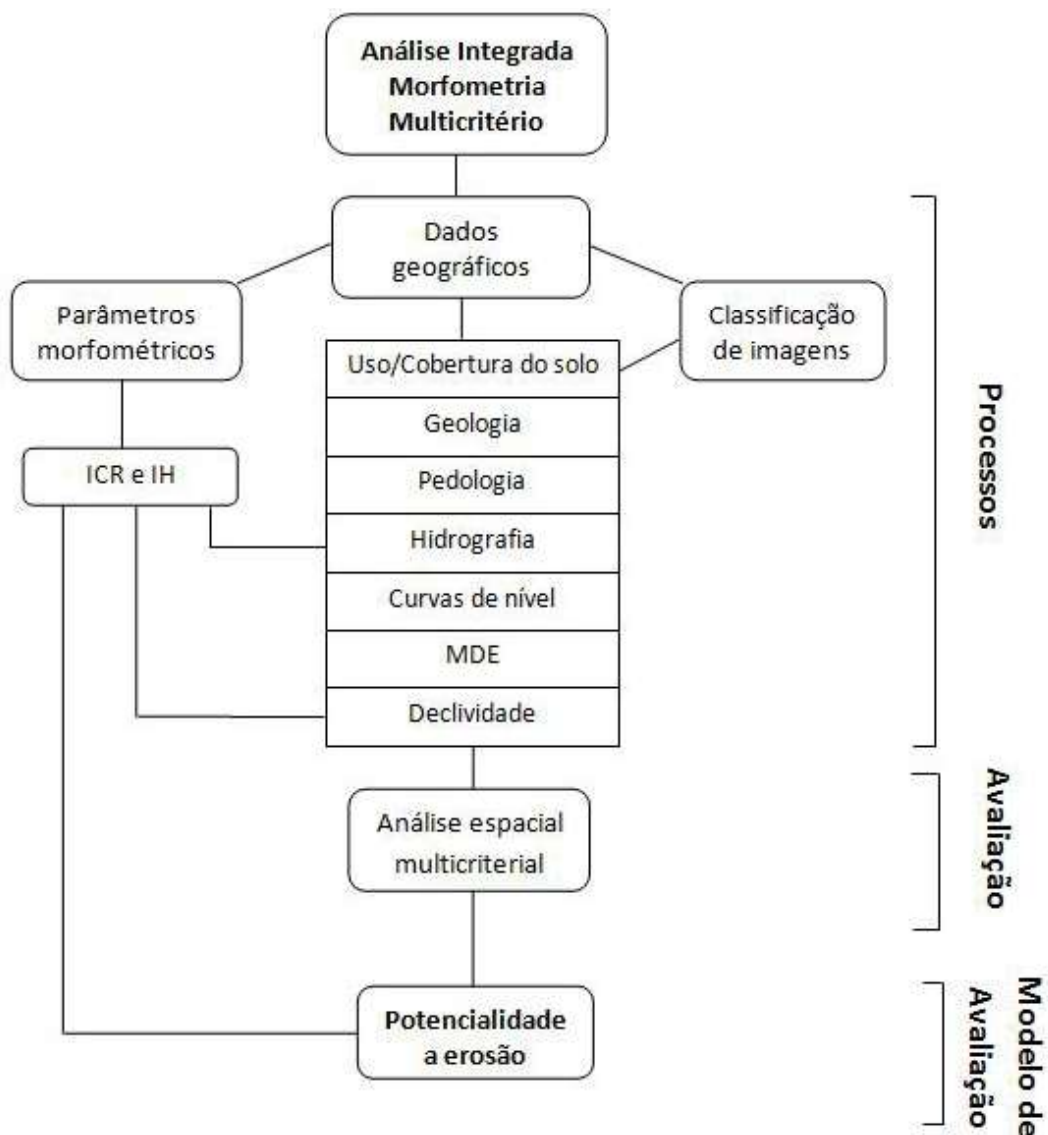 Análise Integrada
Morfometria
Multicritério
Dados
geográficos
Parâmetros
morfométricos
Classificação
de imagens
Uso/Cobertura do solo
Geologia
Pedologia
ICR e IH
Hidrografia
Curvas de nível
MDE
Declividade
Processos
Análise espacial
multicriterial
Avaliação
Potencialidade
a erosão
Modelo de
Avaliação